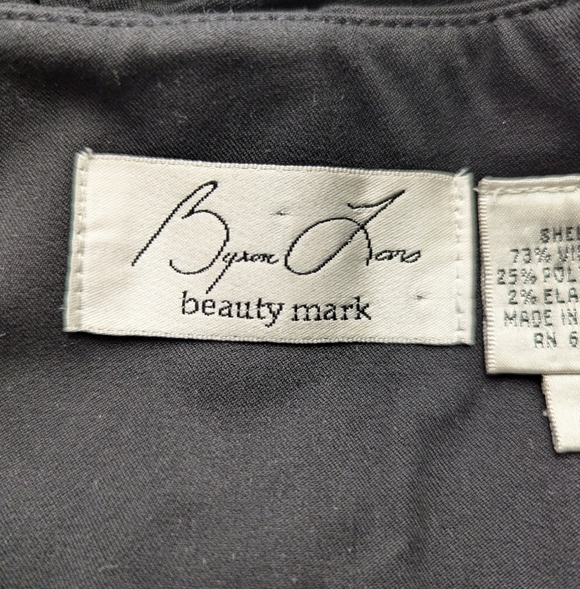 Byron Lars
beauty mark
SHEL
73% VIS
25% POL
2% ELA
MADE IN
RN 6